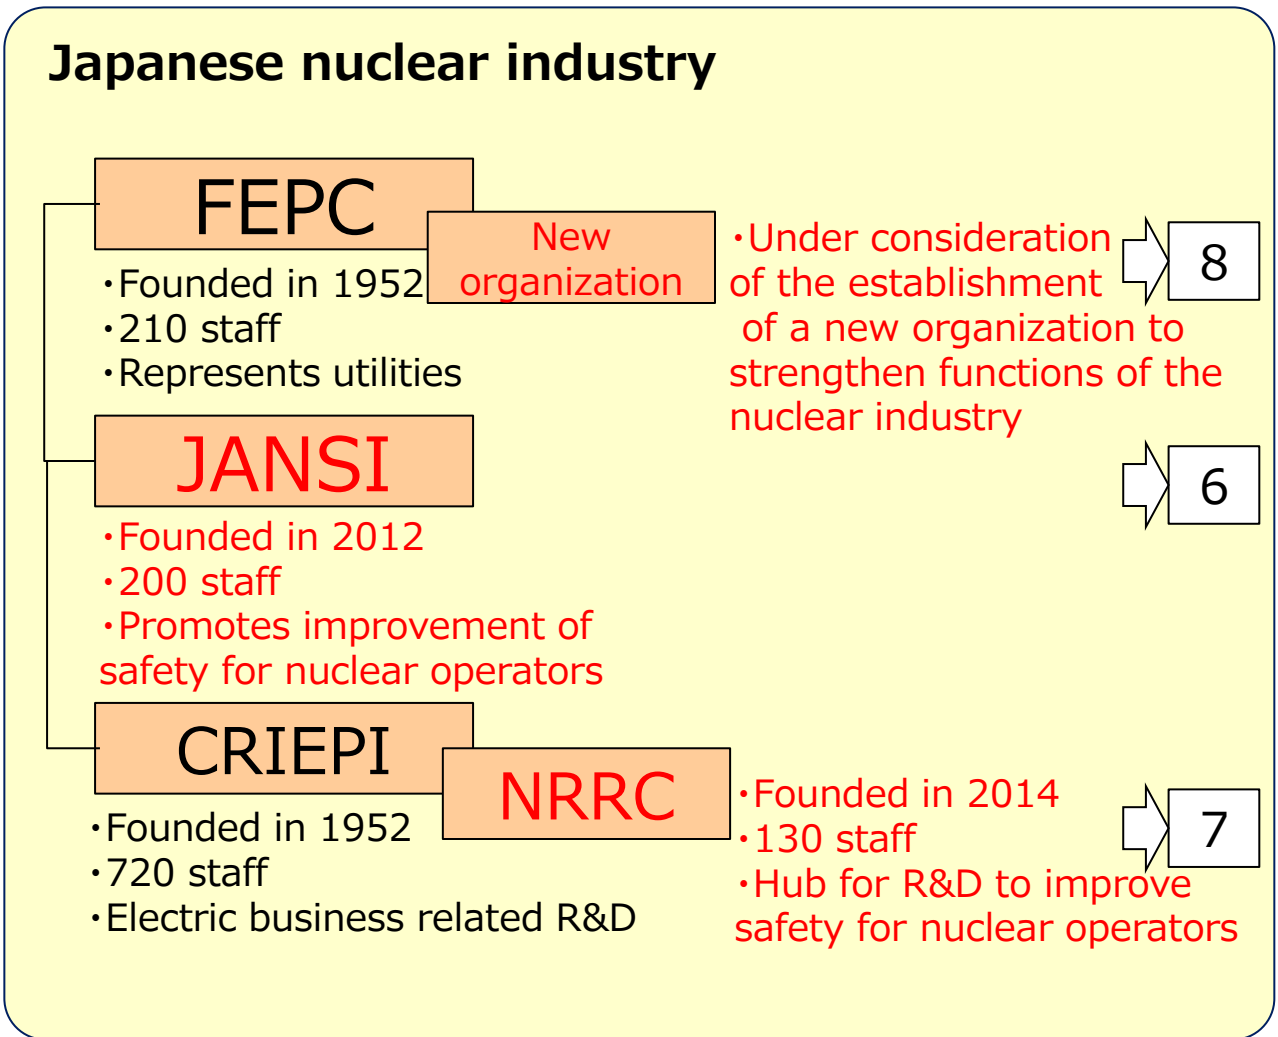 Japanese nuclear industry
FEPC
New
organization
・Founded in 1952
・210 staff
・Represents utilities
・Under consideration
of the establishment
of a new organization to
strengthen functions of the
nuclear industry
8
JANSI
・Founded in 2012
・200 staff
・Promotes improvement of
safety for nuclear operators
6
CRIEPI
NRRC
・Founded in 1952
・720 staff
・Electric business related R&D
・Founded in 2014
・130 staff
・Hub for R&D to improve
safety for nuclear operators
7